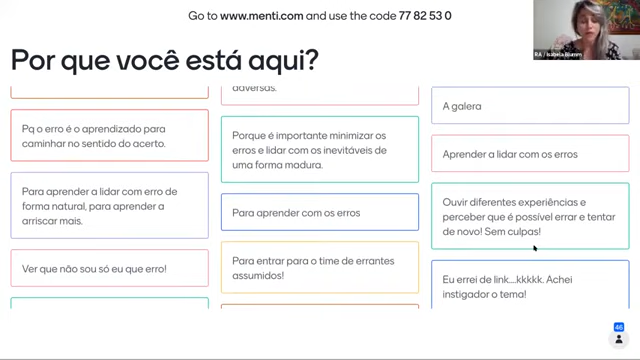 Go to www.menti.com and use the code 77 82 53 0
Por que você está aqui?
Pq o erro é o aprendizado para
caminhar no sentido do acerto.
Para aprender a lidar com erro de
forma natural, para aprender a
arriscar mais.
Ver que não sou só eu que erro!
adversas.
Porque é importante minimizar os
erros e lidar com os inevitáveis de
uma forma madura.
Para aprender com os erros
Para entrar para o time de errantes
assumidos!
A galera
Aprender a lidar com os erros
Ouvir diferentes experiências e
perceber que é possível errar e tentar
de novo! Sem culpas!
Eu errei de link....kkkkk. Achei
instigador o tema!
46